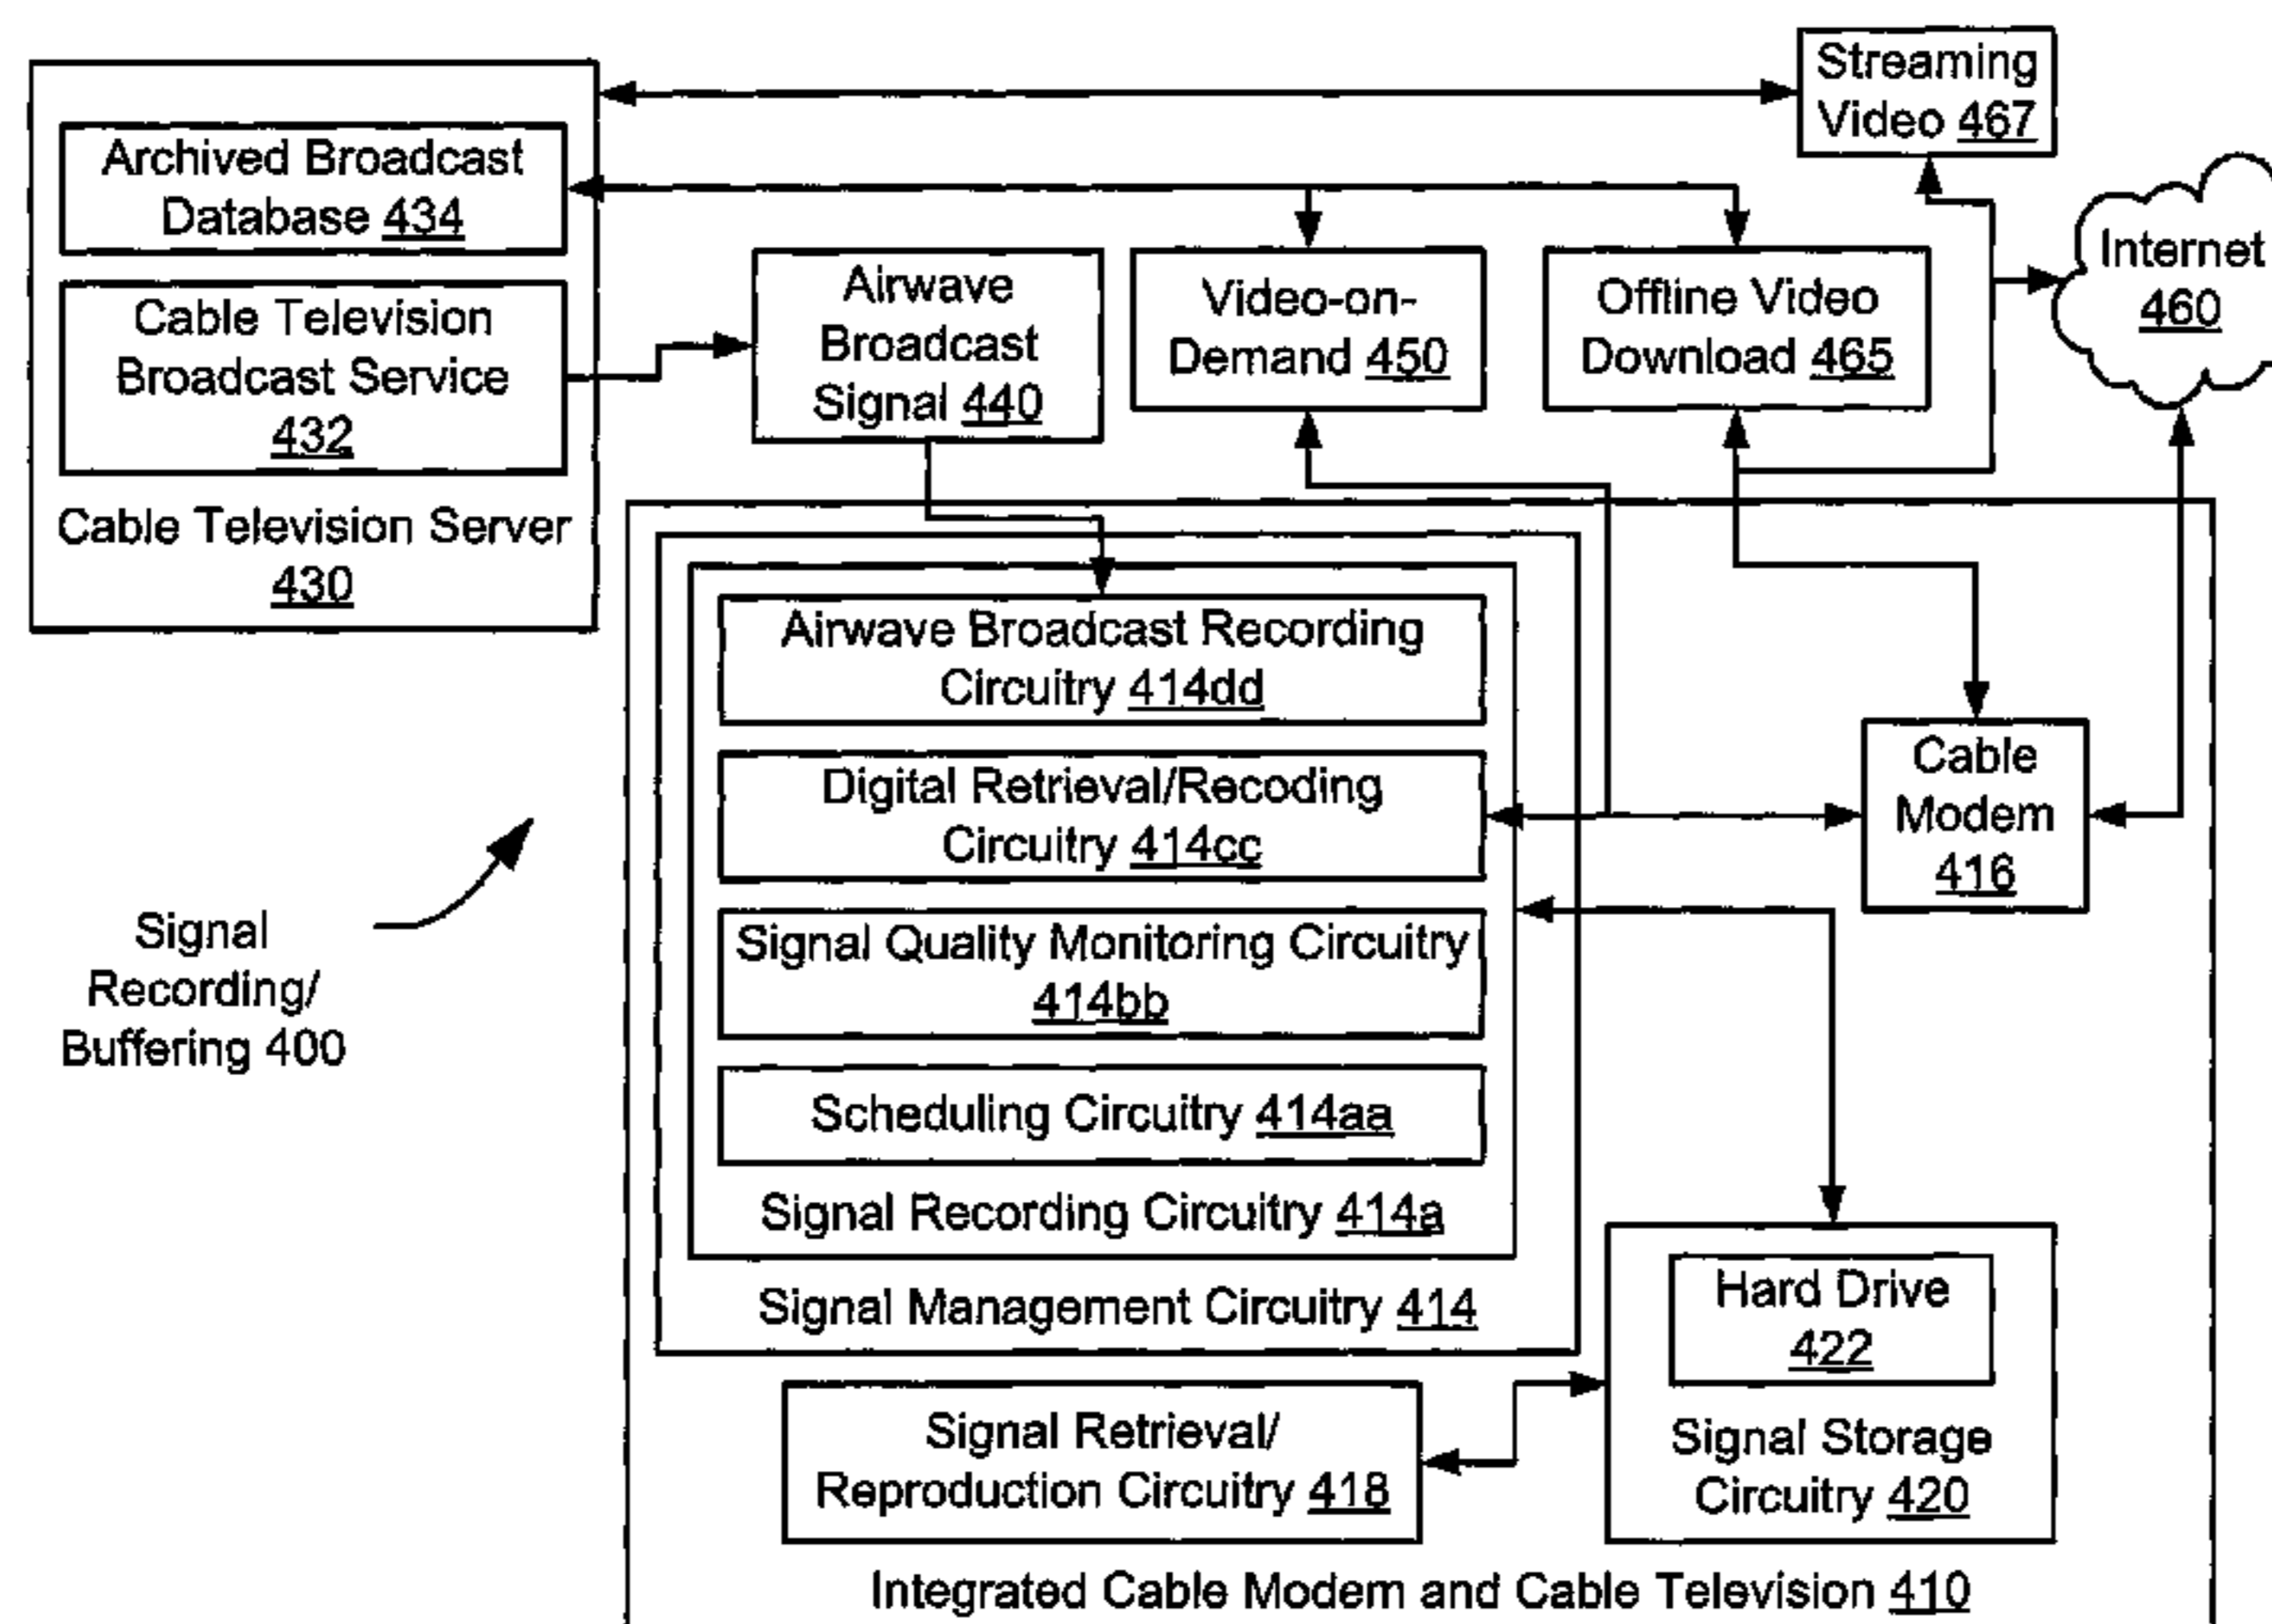 Streaming
Video 467
Archived Broadcast
Database 434
Cable Television
Broadcast Service
432
Cable Television Server
430
Airwave
Broadcast
Signal 440
Video-on-
Demand 450
Offline Video
Download 465
Internet
460
Airwave Broadcast Recording
Circuitry 414dd
Digital Retrieval/Recoding
Circuitry 414cc
Signal Quality Monitoring Circuitry
414bb
Scheduling Circuitry 414aa
Signal Recording Circuitry 414a
Signal Management Circuitry 414
Cable
Modem
416
Signal
Recording/
Buffering 400
Hard Drive
422
Signal Storage
Circuitry 420
Signal Retrieval/
Reproduction Circuitry 418
Integrated Cable Modem and Cable Television 410